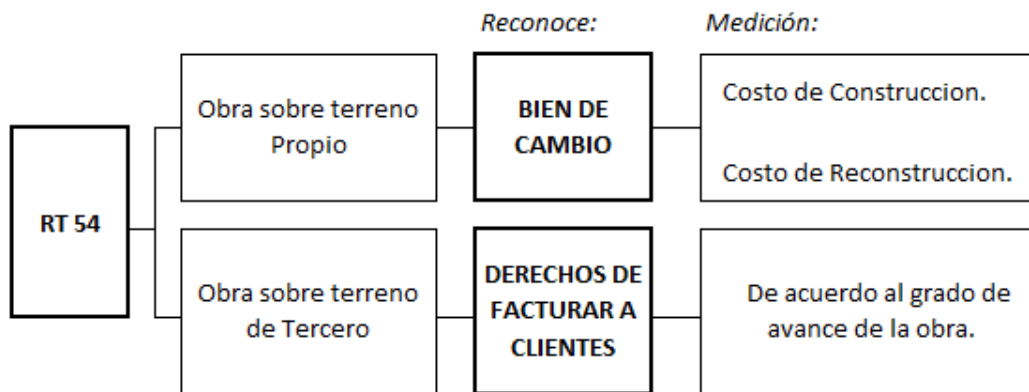 Reconoce:
Medición:
RT 54
Obra sobre terreno
Propio
BIEN DE
CAMBIO
Costo de Construccion.
Costo de Reconstruccion.
Obra sobre terreno
de Tercero
DERECHOS DE
FACTURAR A
CLIENTES
De acuerdo al grado de
avance de la obra.